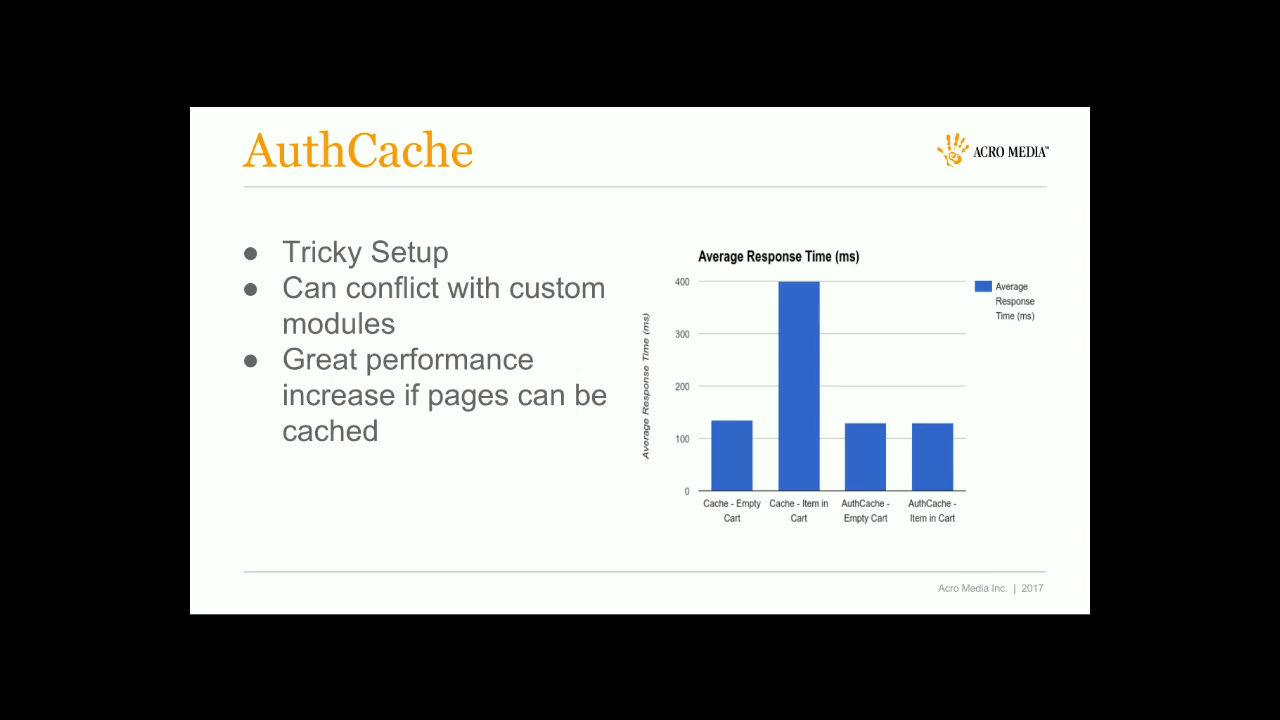 AuthCache
ACRO MEDIA™
● Tricky Setup
● Can conflict with custom
modules
● Great performance
increase if pages can be
cached
Average Response Time (ms)
Average Response Time (ms)
400
300
200
100
0
Cache - Empty
Cart
Cache - Item in
Cart
AuthCache -
Empty Cart
AuthCache -
Item in Cart
Average
Response
Time (ms)
Acro Media Inc. | 2017